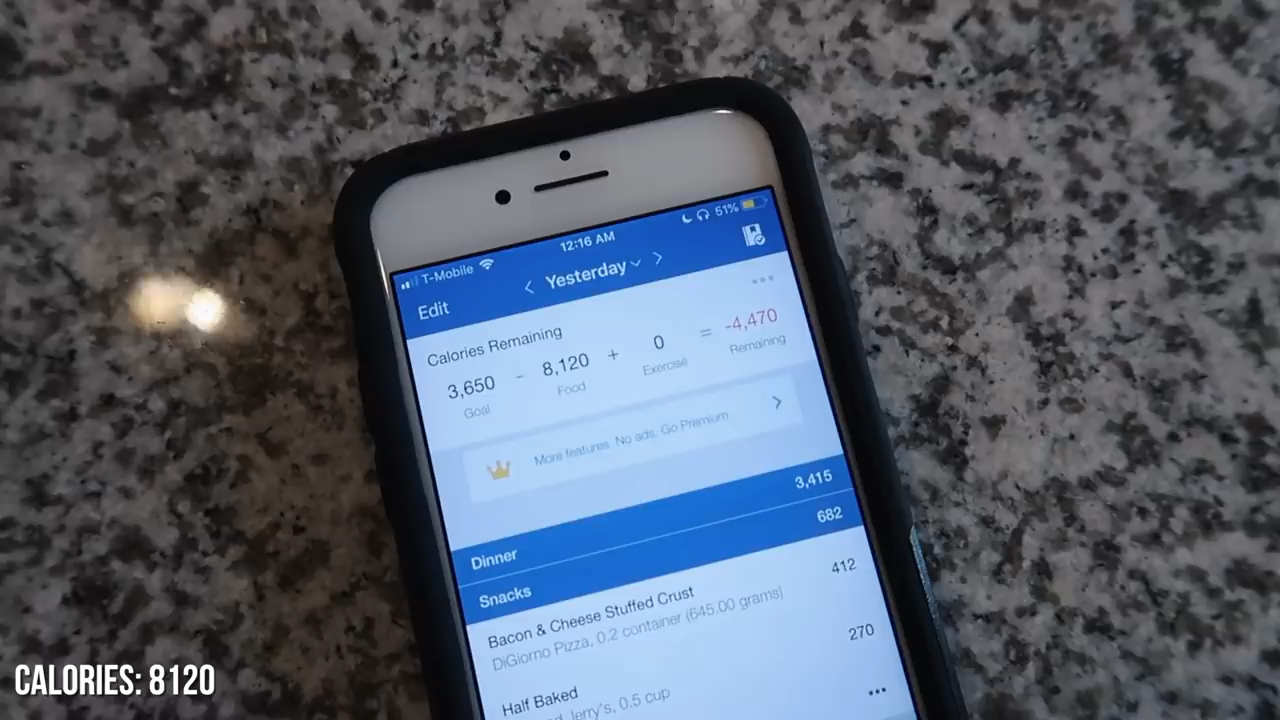 T-Mobile 12:16 AM 51%
Edit Yesterday
Calories Remaining
3,650 - 8,120 + 0 = -4,470
Goal Food Exercise Remaining
More features. No ads. Go Premium
Dinner 3,415
Snacks 682
Bacon & Cheese Stuffed Crust 412
DiGiorno Pizza, 0.2 container (645.00 grams)
Half Baked 270
Jerry's, 0.5 cup
CALORIES: 8120